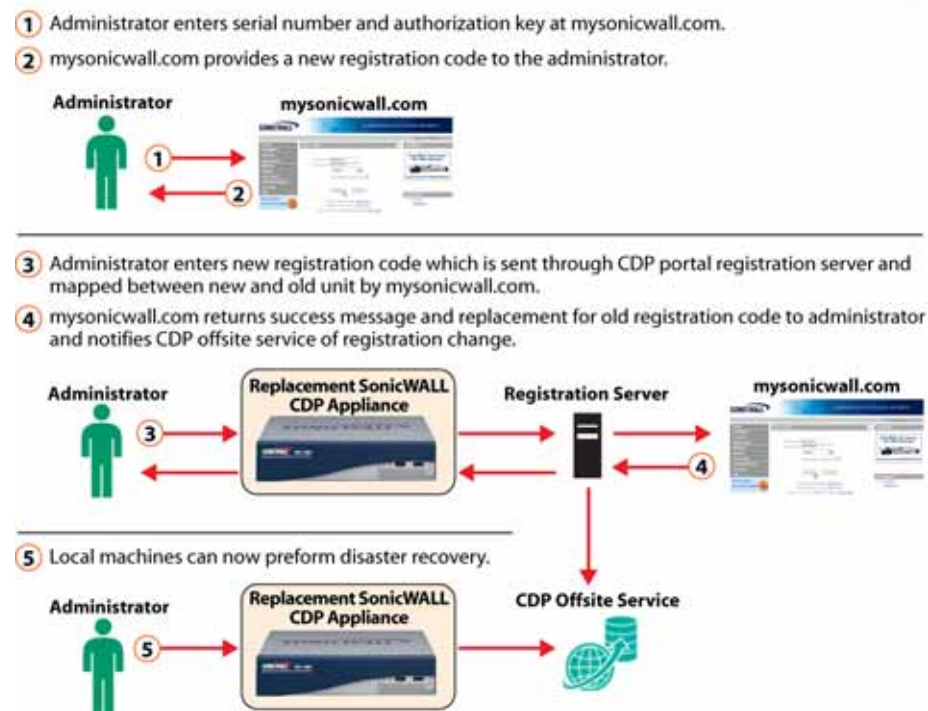 1 Administrator enters serial number and authorization key at mysonicwall.com.
2 mysonicwall.com provides a new registration code to the administrator.
Administrator
mysonicwall.com
SONICWALL
1
2
3 Administrator enters new registration code which is sent through CDP portal registration server and
mapped between new and old unit by mysonicwall.com.
4 mysonicwall.com returns success message and replacement for old registration code to administrator
and notifies CDP offsite service of registration change.
Administrator
Replacement SonicWALL
CDP Appliance
Registration Server
mysonicwall.com
SONICWALL
3
4
5 Local machines can now preform disaster recovery.
Administrator
Replacement SonicWALL
CDP Appliance
CDP Offsite Service
5